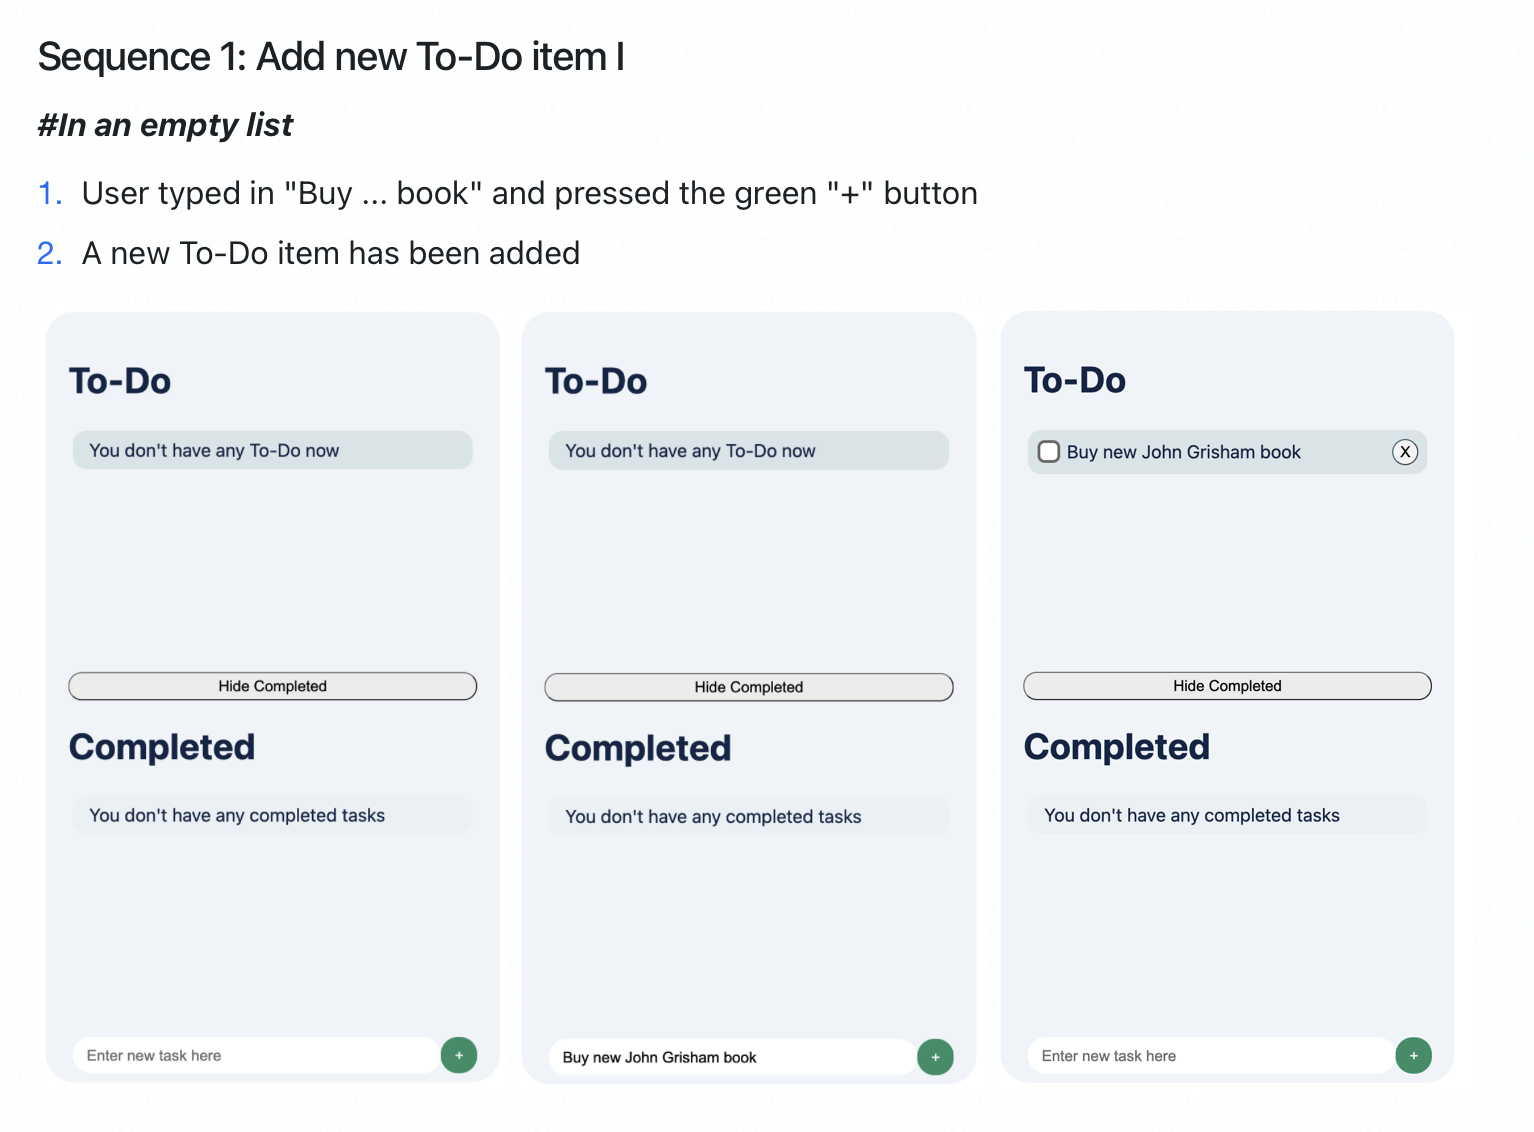 Sequence 1: Add new To-Do item I
#In an empty list
1. User typed in "Buy ... book" and pressed the green "+" button
2. A new To-Do item has been added
To-Do
You don't have any To-Do now
Hide Completed
Completed
You don't have any completed tasks
Enter new task here
+
To-Do
You don't have any To-Do now
Hide Completed
Completed
You don't have any completed tasks
Buy new John Grisham book
+
To-Do
Buy new John Grisham book X
Hide Completed
Completed
You don't have any completed tasks
Enter new task here
+